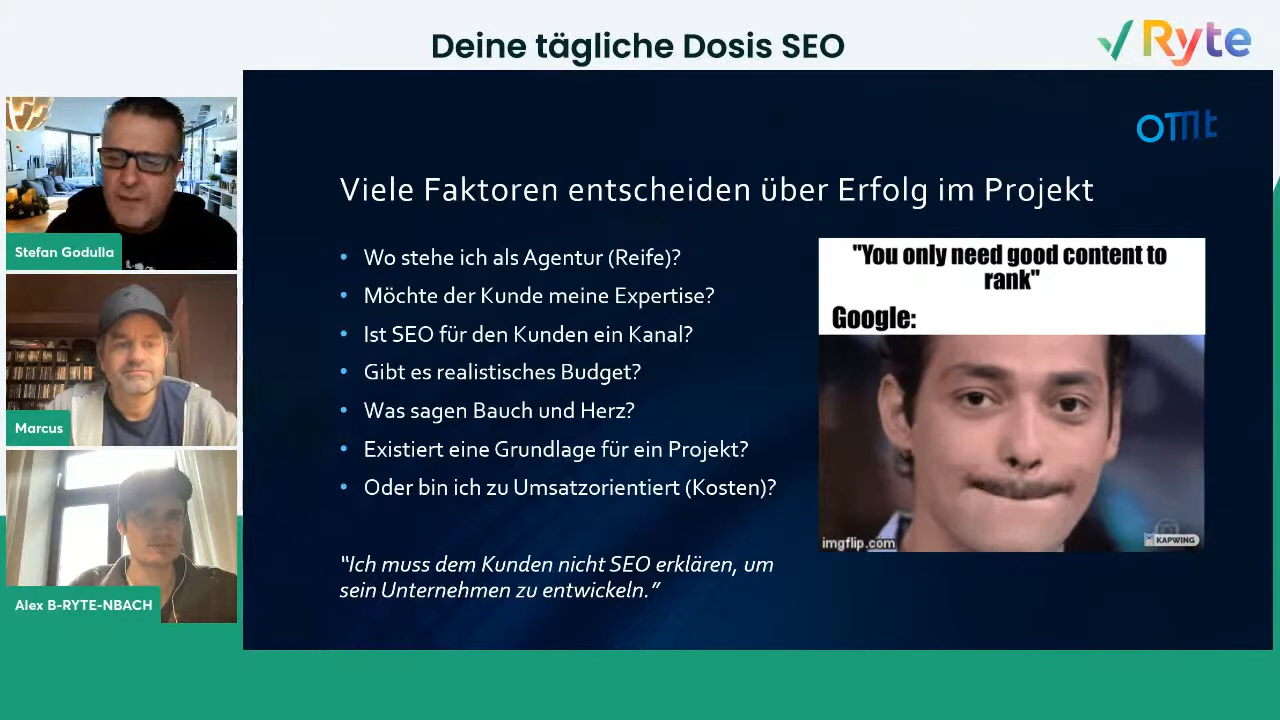 Deine tägliche Dosis SEO
Ryte
OMt
Stefan Godulla
Marcus
Alex B-RYTE-NBACH
Viele Faktoren entscheiden über Erfolg im Projekt
• Wo stehe ich als Agentur (Reife)?
• Möchte der Kunde meine Expertise?
• Ist SEO für den Kunden ein Kanal?
• Gibt es realistisches Budget?
• Was sagen Bauch und Herz?
• Existiert eine Grundlage für ein Projekt?
• Oder bin ich zu Umsatzorientiert (Kosten)?
"Ich muss dem Kunden nicht SEO erklären, um
sein Unternehmen zu entwickeln.”
"You only need good content to
rank"
Google:
imgflip.com
KAPWING